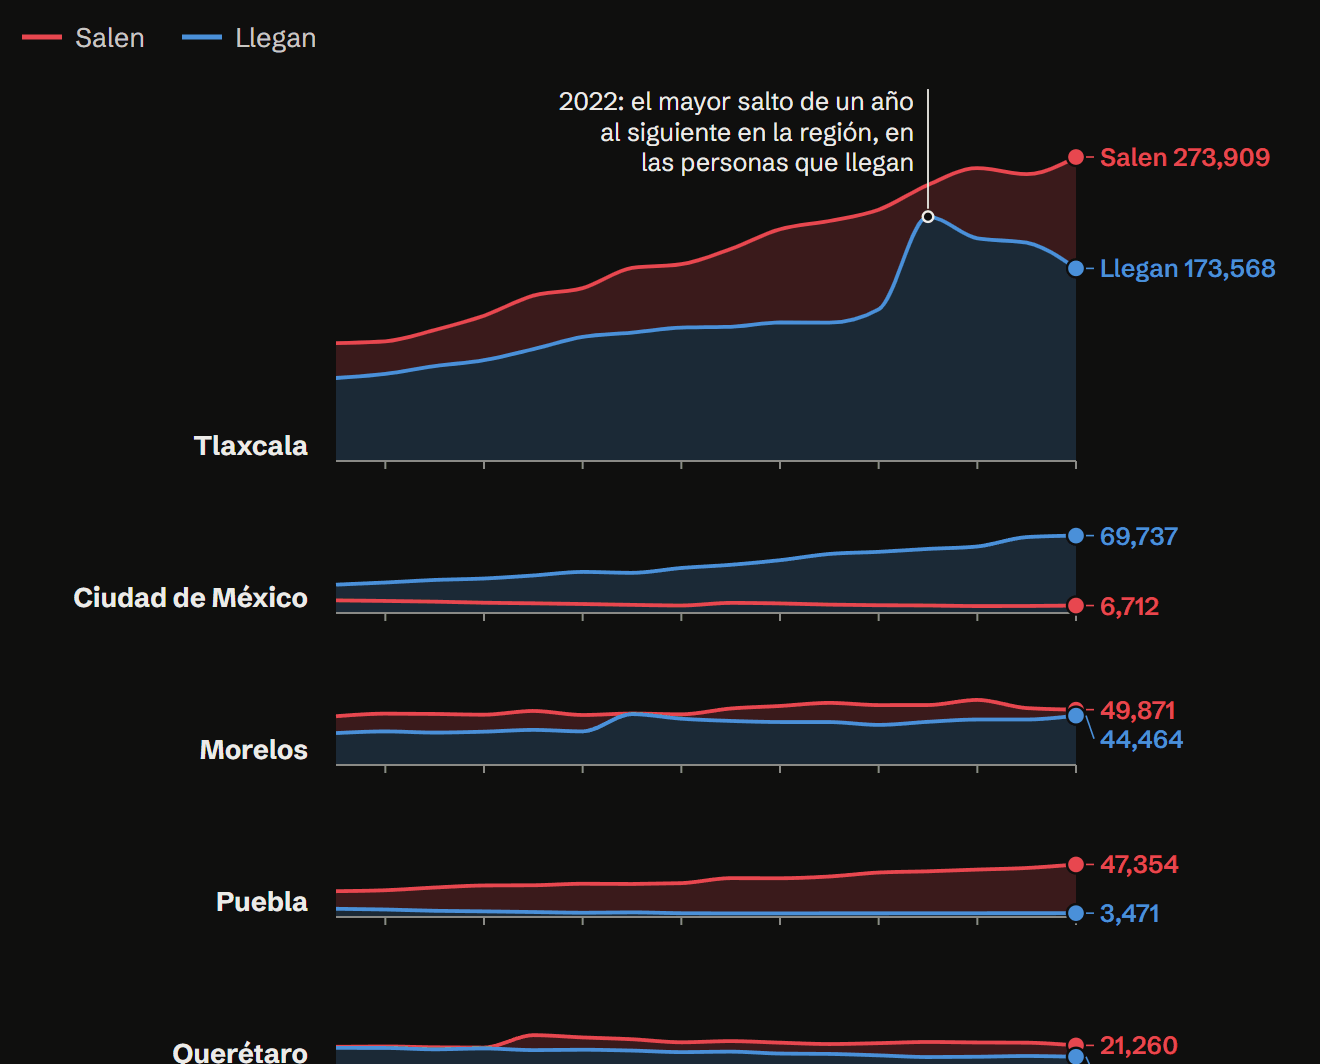 Salen
Llegan
2022: el mayor salto de un año
al siguiente en la región, en
las personas que llegan
Salen 273,909
Llegan 173,568
Tlaxcala
69,737
Ciudad de México
6,712
49,871
44,464
Morelos
47,354
Puebla
3,471
21,260
Querétaro